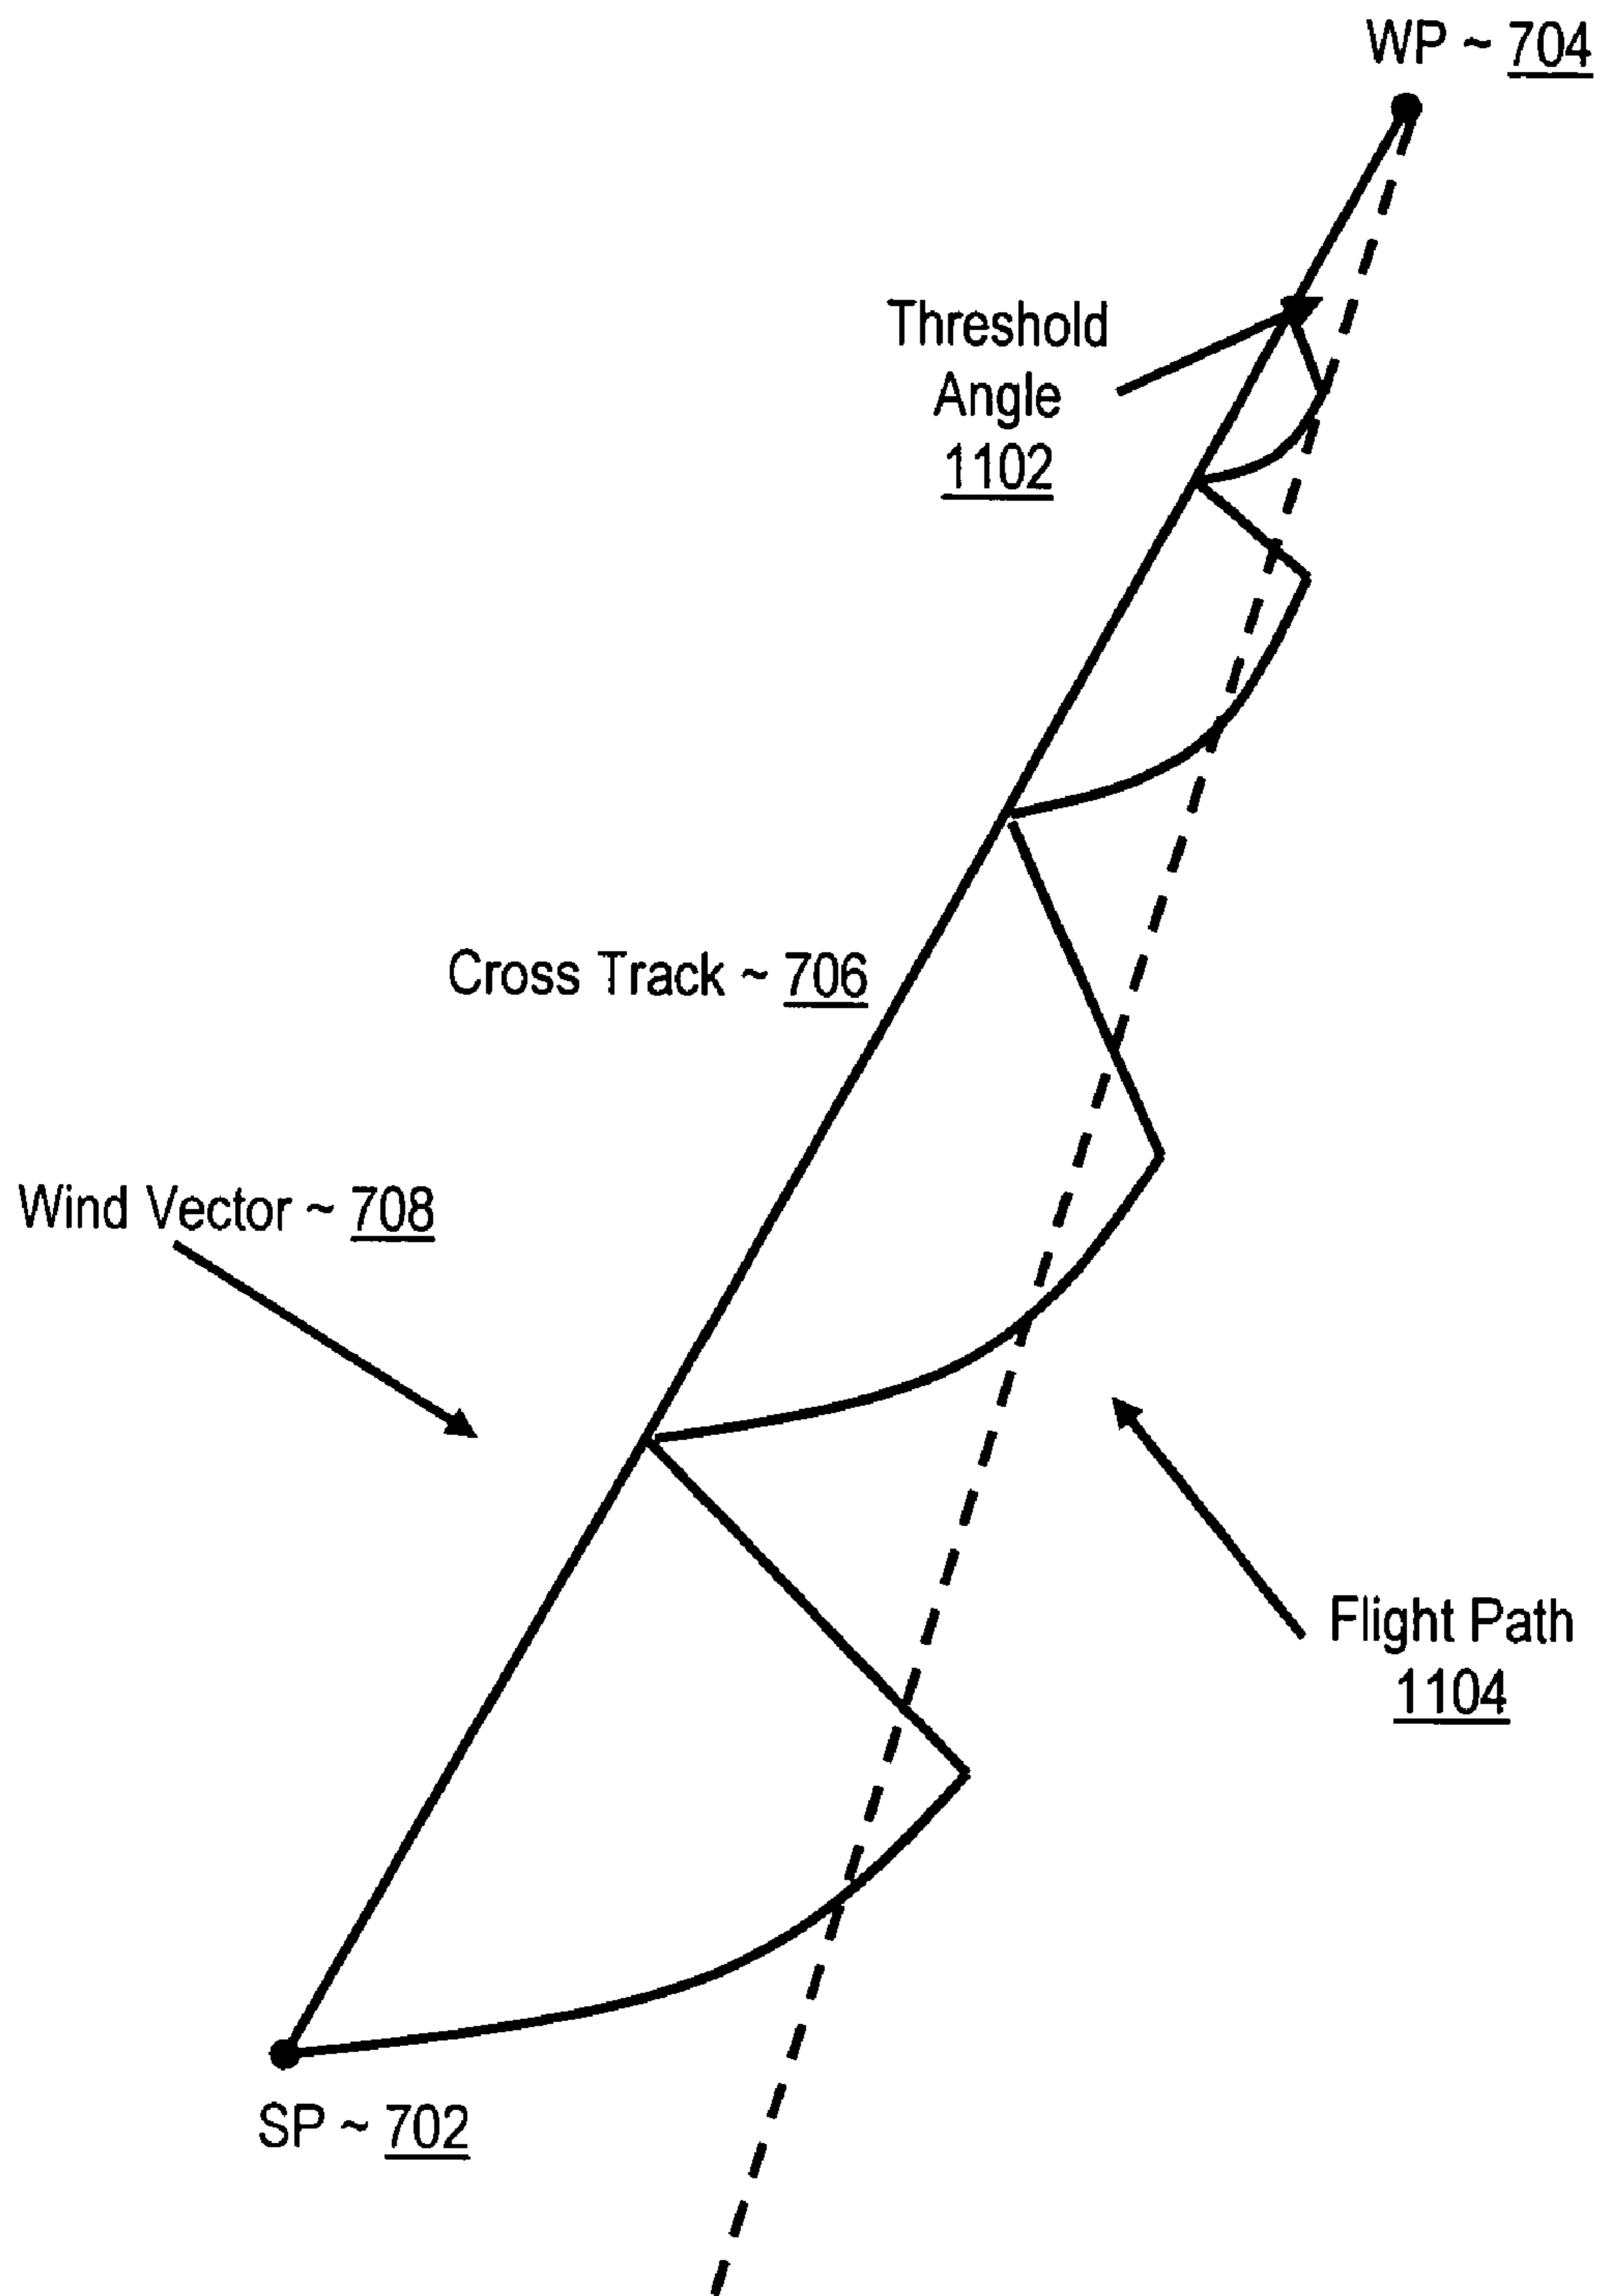 WP ~ 704
Threshold
Angle
1102
Cross Track ~ 706
Wind Vector ~ 708
Flight Path
1104
SP ~ 702